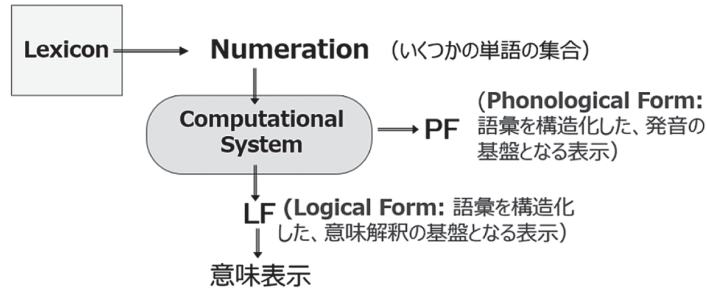 Lexicon
Numeration (いくつかの単語の集合)
Computational
System
PF
(Phonological Form:
語彙を構造化した、発音の
基盤となる表示)
LF (Logical Form: 語彙を構造化
した、意味解釈の基盤となる表示)
意味表示